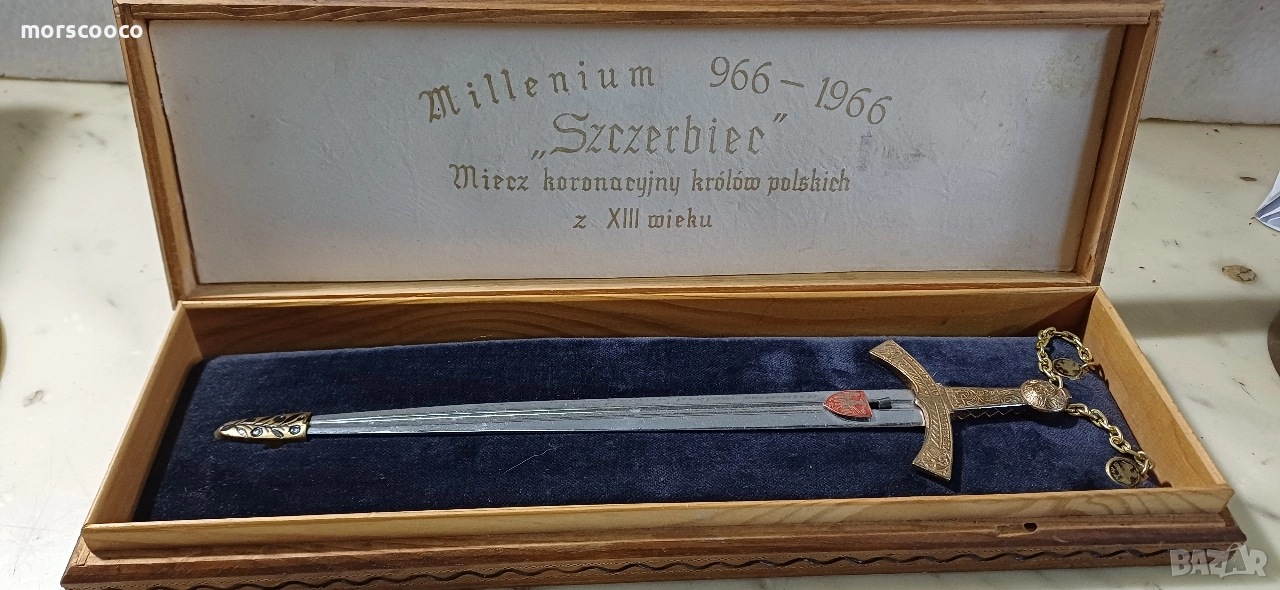 morscooco
Millenium 966-1966
„Szczerbiec”
Miecz koronacyjny królów polskich
z XIII wieku
BAZAR